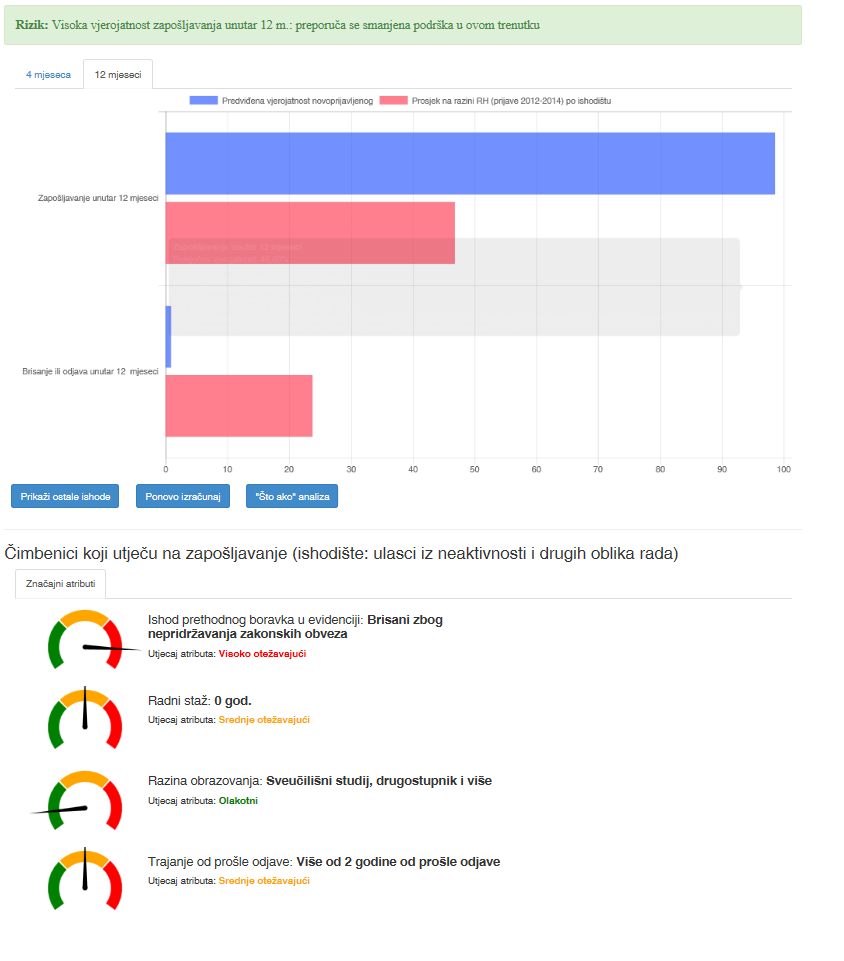 Rizik: Visoka vjerojatnost zapošljavanja unutar 12 m.: preporuča se smanjena podrška u ovom trenutku
4 mjeseca
12 mjeseci
Predviđena vjerojatnost novoprijavljenog
Prosjek na razini RH (prijave 2012-2014) po ishodištu
Zapošljavanje unutar 12 mjeseci
Zapošljavanje unutar 12 mjeseci
Brisanje ili odjava unutar 12 mjeseci
0 10 20 30 40 50 60 70 80 90 100
Prikaži ostale ishode
Ponovo izračunaj
"Što ako" analiza
Čimbenici koji utječu na zapošljavanje (ishodište: ulasci iz neaktivnosti i drugih oblika rada)
Značajni atributi
Ishod prethodnog boravka u evidenciji: Brisani zbog
nepridržavanja zakonskih obveza
Utjecaj atributa: Visoko otežavajući
Radni staž: 0 god.
Utjecaj atributa: Srednje otežavajući
Razina obrazovanja: Sveučilišni studij, drugostupnik i više
Utjecaj atributa: Olakotni
Trajanje od prošle odjave: Više od 2 godine od prošle odjave
Utjecaj atributa: Srednje otežavajući